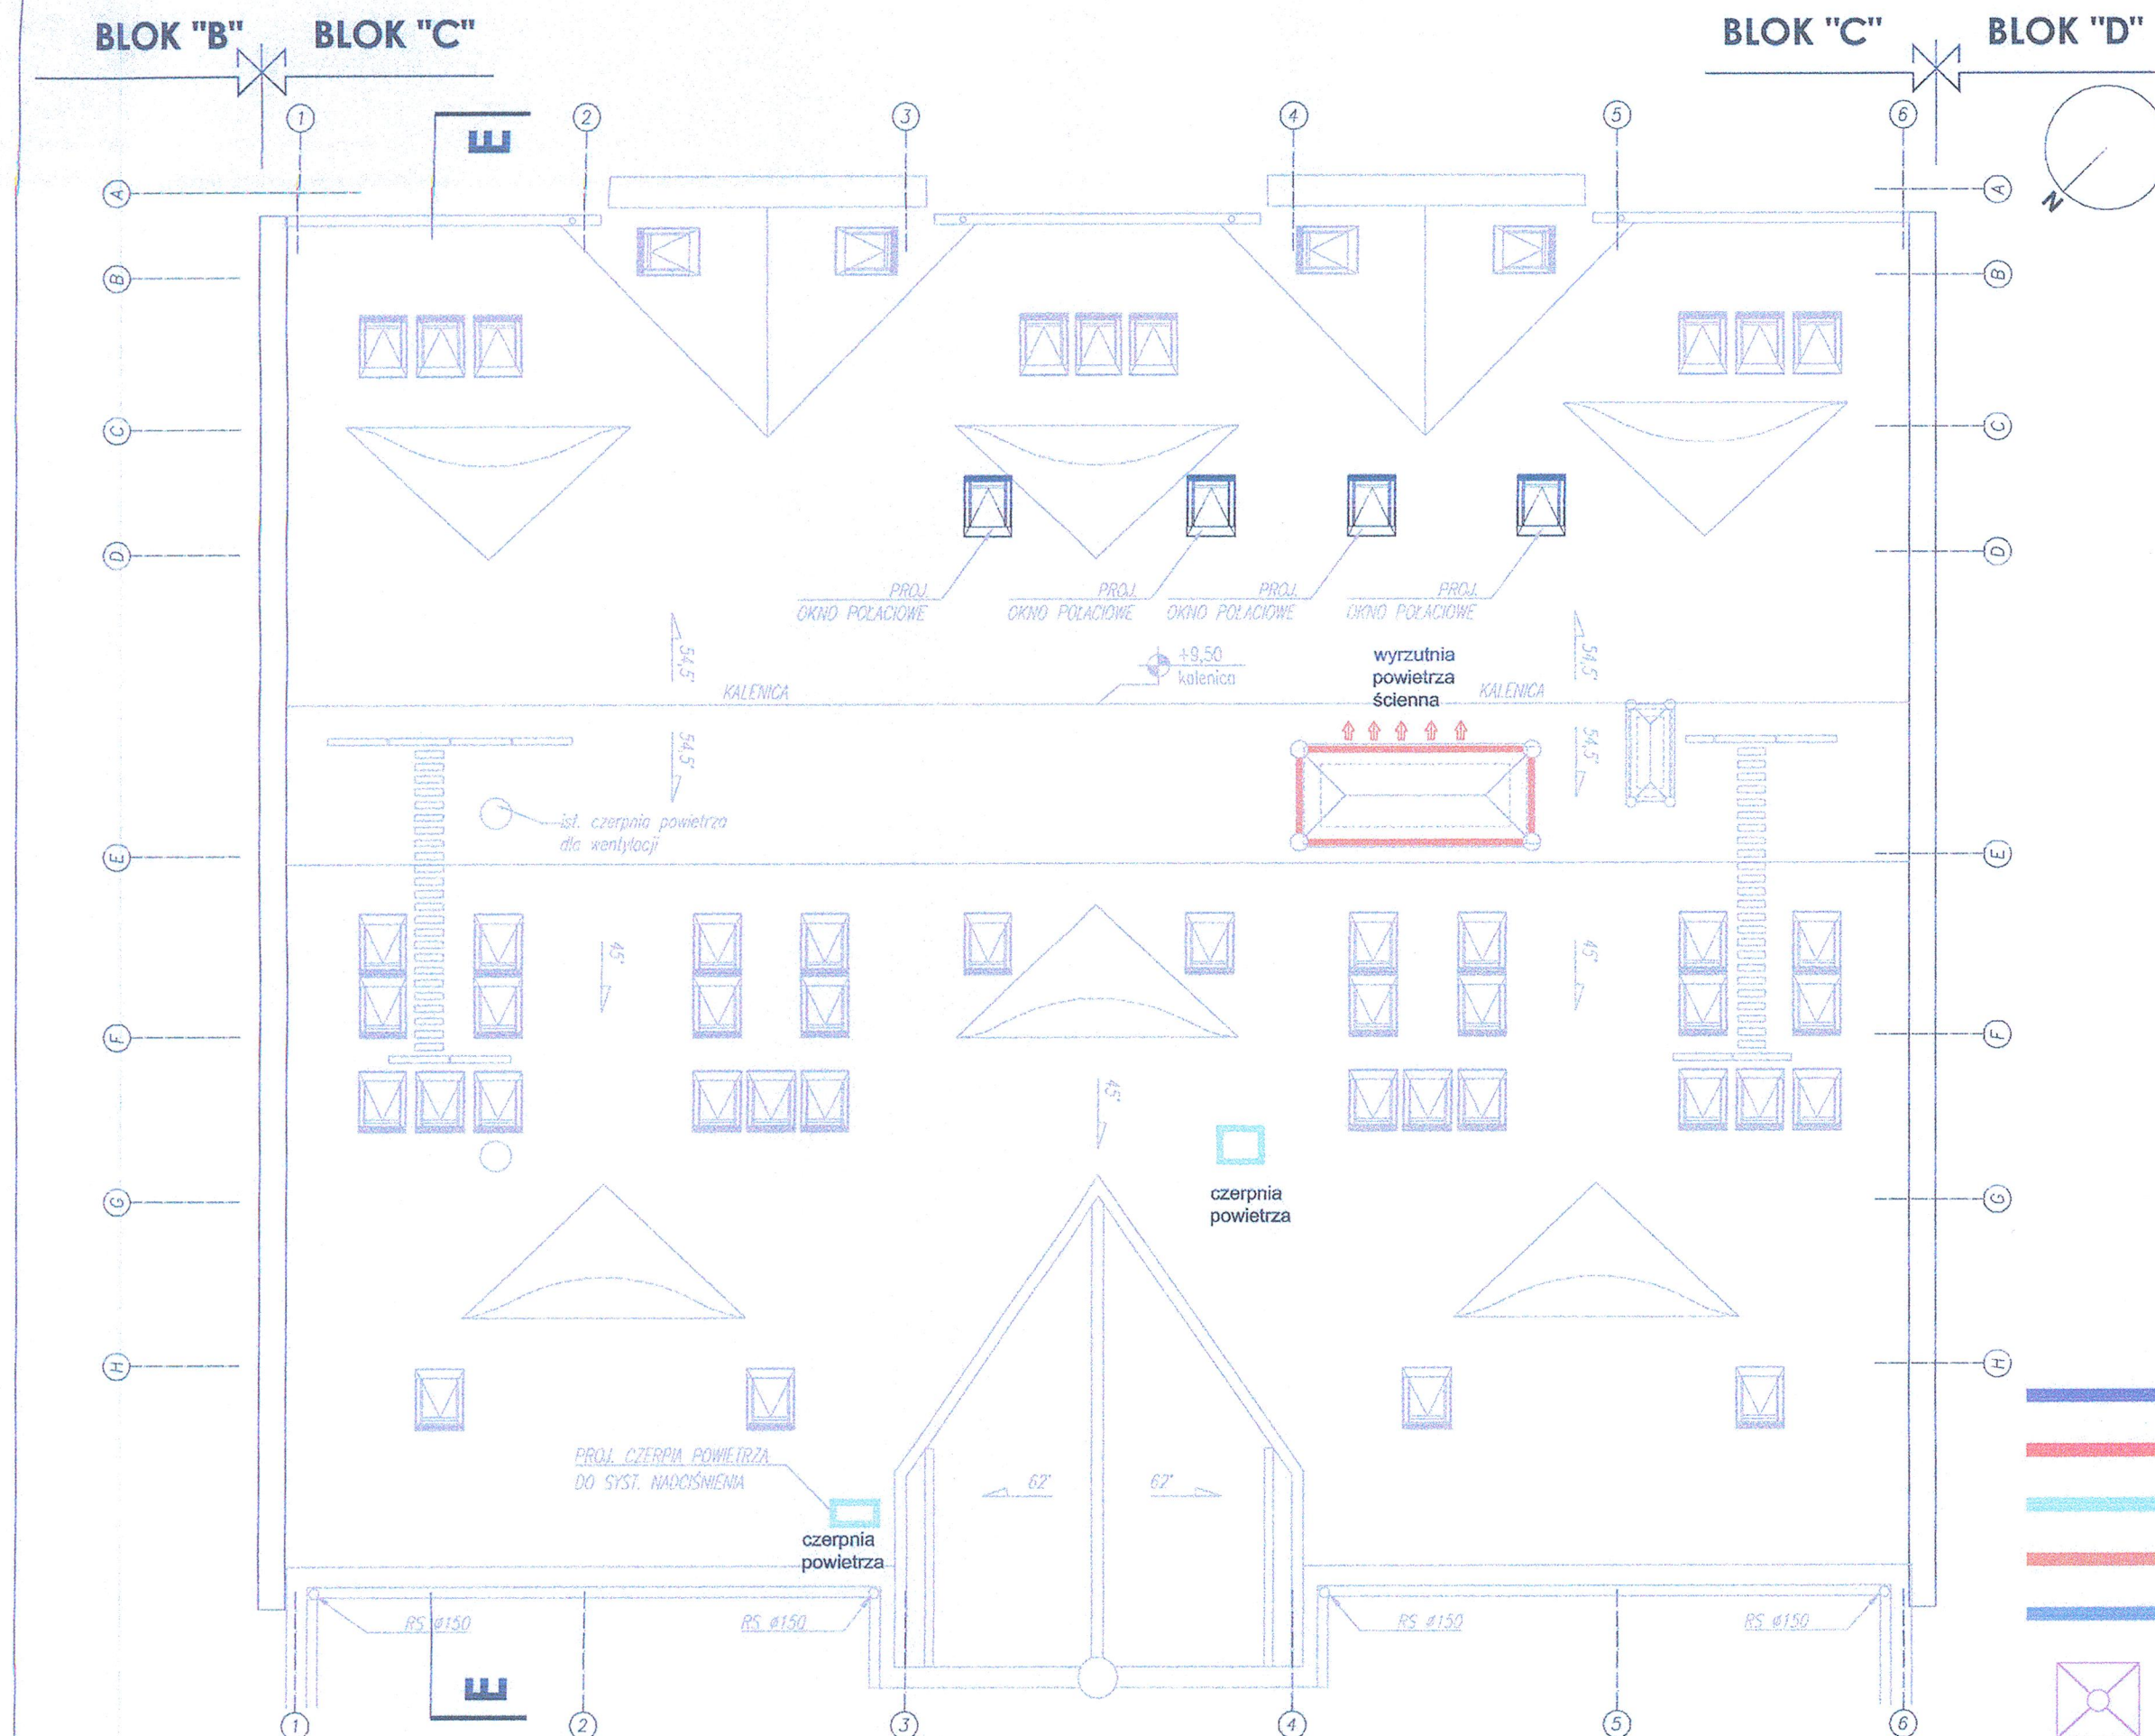 BLOK "B" BLOK "C"
BLOK "C" BLOK "D"
1 E 2 3 4 5 6
A A
N
B B
C C
D D
PROJ. PROJ. PROJ. PROJ.
OKNO POŁACIOWE OKNO POŁACIOWE OKNO POŁACIOWE OKNO POŁACIOWE
54,5° +9,50 54,5°
kalenica
wyrzutnia
powietrza
ścienna
KALENICA KALENICA
54,5° 54,5°
ist. czerpnia powietrza
dla wentylacji
E E
45° 45°
F F
45°
czerpnia
powietrza
G G
H H
PROJ. CZERPIA POWIETRZA
DO SYST. NADCIŚNIENIA
62° 62°
czerpnia
powietrza
RS ø150 RS ø150 RS ø150 RS ø150
E
1 2 3 4 5 6